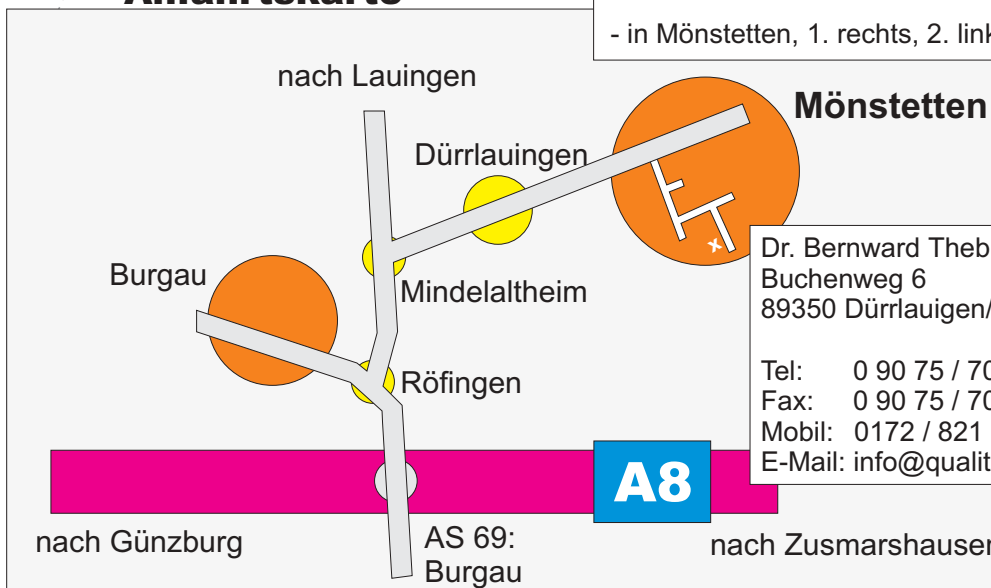 Anfahrtskarte
- in Mönstetten, 1. rechts, 2. link
nach Lauingen
Mönstetten
Dürrlauingen
Burgau
Mindelaltheim
Röfingen
Dr. Bernward Theb
Buchenweg 6
89350 Dürrlauigen/
Tel: 0 90 75 / 70
Fax: 0 90 75 / 70
Mobil: 0172 / 821
E-Mail: info@qualit
A8
nach Günzburg
AS 69:
Burgau
nach Zusmarshausen
x